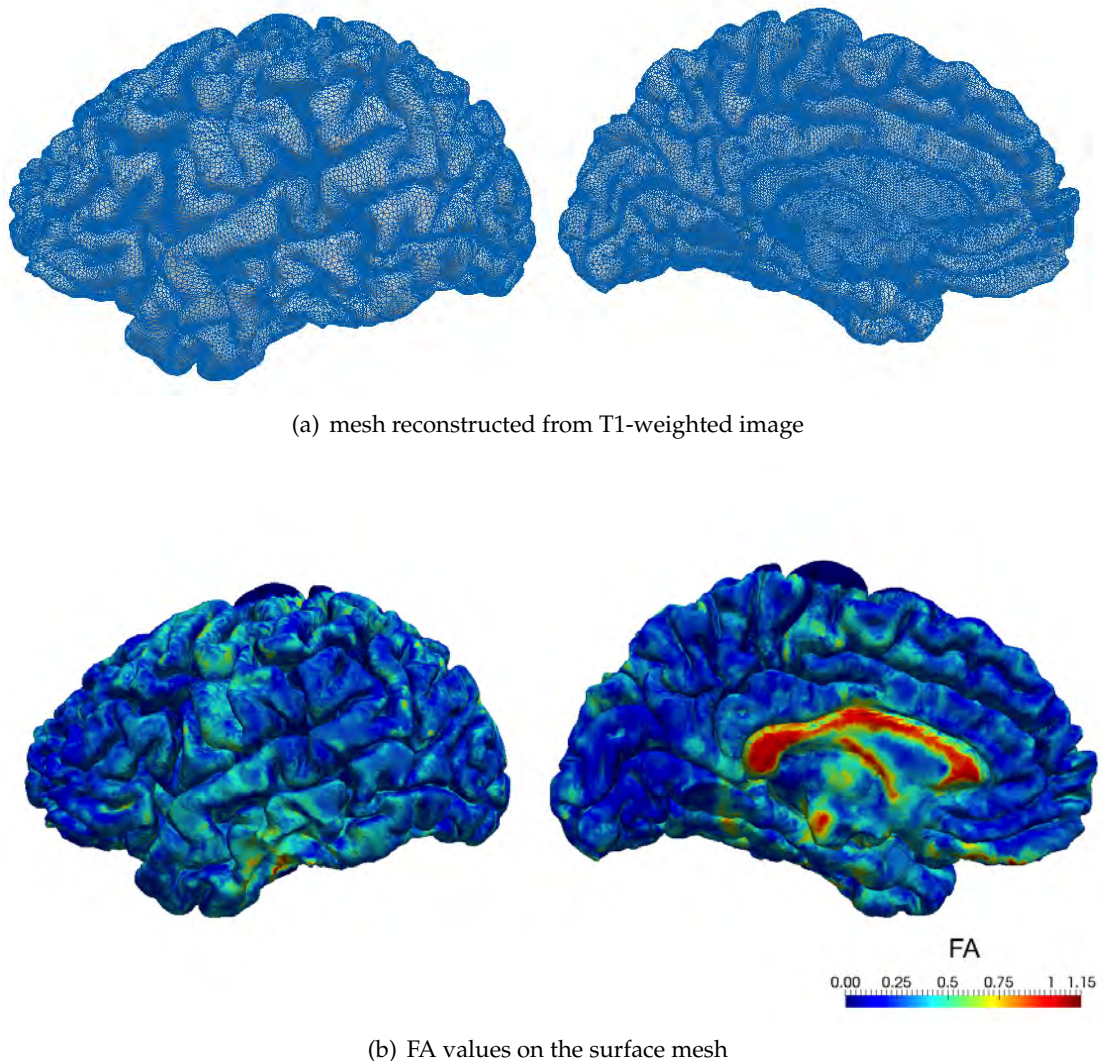 (a) mesh reconstructed from T1-weighted image
FA
0.00 0.25 0.5 0.75 1 1.15
(b) FA values on the surface mesh